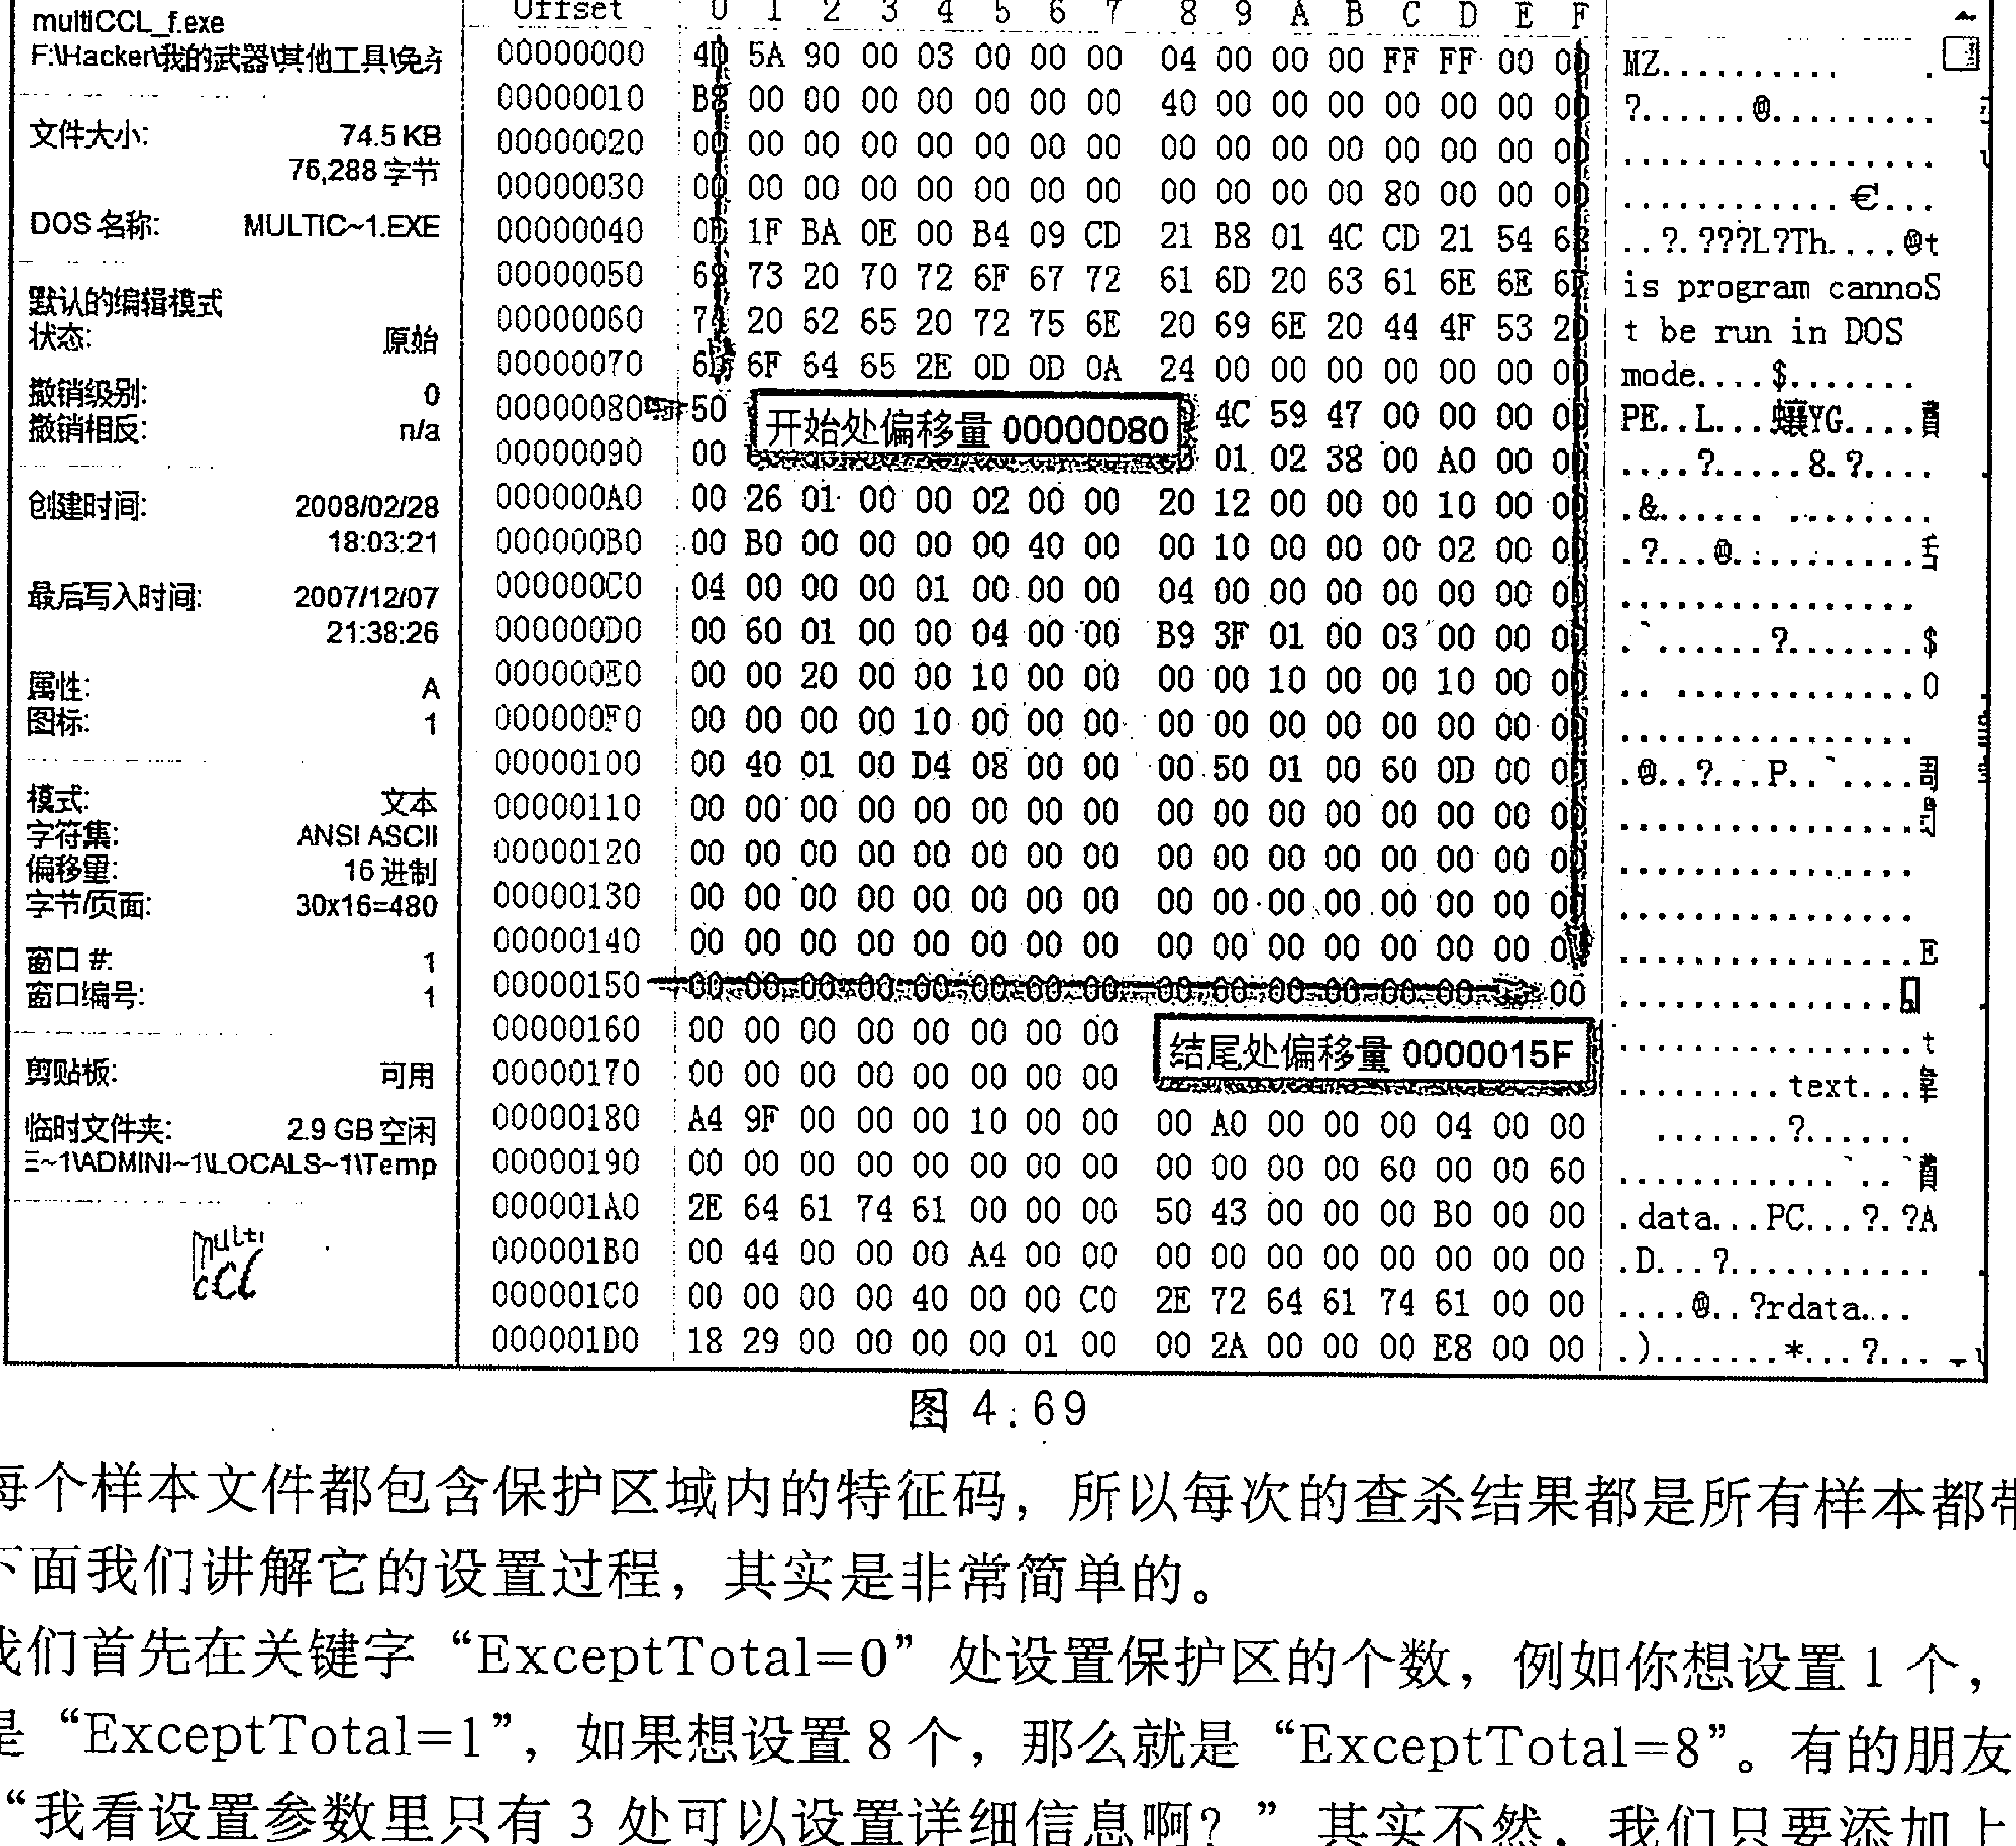 Offset 0 1 2 3 4 5 6 7 8 9 A B C D E F
multiCCL_f.exe
F:\Hacker\我的武器\其他工具\免杀
文件大小: 74.5 KB
76,288 字节
DOS 名称: MULTIC~1.EXE
默认的编辑模式
状态: 原始
撤销级别: 0
撤销相反: n/a
创建时间: 2008/02/28
18:03:21
最后写入时间: 2007/12/07
21:38:26
属性: A
图标: 1
模式: 文本
字符集: ANSI ASCII
偏移量: 16 进制
字节/页面: 30x16=480
窗口 #: 1
窗口编号: 1
剪贴板: 可用
临时文件夹: 2.9 GB 空闲
E~1\ADMINI~1\LOCALS~1\Temp
multi
CCL
00000000 4D 5A 90 00 03 00 00 00 04 00 00 00 FF FF 00 00 MZ.......... .
00000010 B8 00 00 00 00 00 00 00 40 00 00 00 00 00 00 00 ?......@.........
00000020 00 00 00 00 00 00 00 00 00 00 00 00 00 00 00 00 .................
00000030 00 00 00 00 00 00 00 00 00 00 00 00 80 00 00 00 ............€...
00000040 0E 1F BA 0E 00 B4 09 CD 21 B8 01 4C CD 21 54 68 ..?.???L?Th....@t
00000050 69 73 20 70 72 6F 67 72 61 6D 20 63 61 6E 6E 6F is program cannoS
00000060 74 20 62 65 20 72 75 6E 20 69 6E 20 44 4F 53 20 t be run in DOS
00000070 6D 6F 64 65 2E 0D 0D 0A 24 00 00 00 00 00 00 00 mode....$.......
00000080 50 开始处偏移量 00000080 4C 59 47 00 00 00 00 PE..L...蠰YG....
00000090 00 01 02 38 00 A0 00 00 ....?.....8.?....
000000A0 00 26 01 00 00 02 00 00 20 12 00 00 00 10 00 00 .&...... ........
000000B0 00 B0 00 00 00 00 40 00 00 10 00 00 00 02 00 00 .?...@..........
000000C0 04 00 00 00 01 00 00 00 04 00 00 00 00 00 00 00 ................
000000D0 00 60 01 00 00 04 00 00 B9 3F 01 00 03 00 00 00 .`......?.......$
000000E0 00 00 20 00 00 10 00 00 00 00 10 00 00 10 00 00 .. .............O
000000F0 00 00 00 00 10 00 00 00 00 00 00 00 00 00 00 00 ................
00000100 00 40 01 00 D4 08 00 00 00 50 01 00 60 0D 00 00 .@..?...P..`....
00000110 00 00 00 00 00 00 00 00 00 00 00 00 00 00 00 00 ................
00000120 00 00 00 00 00 00 00 00 00 00 00 00 00 00 00 00 ................
00000130 00 00 00 00 00 00 00 00 00 00 00 00 00 00 00 00 ................
00000140 00 00 00 00 00 00 00 00 00 00 00 00 00 00 00 00 ................E
00000150 00 00 00 00 00 00 00 00 00 00 00 00 00 00 00 ................
00000160 00 00 00 00 00 00 00 00 ................t
结尾处偏移量 0000015F
00000170 00 00 00 00 00 00 00 00 .........text...
00000180 A4 9F 00 00 00 10 00 00 00 A0 00 00 00 04 00 00 .......?......
00000190 00 00 00 00 00 00 00 00 00 00 00 00 60 00 00 60 ............`..`
000001A0 2E 64 61 74 61 00 00 00 50 43 00 00 00 B0 00 00 .data...PC...?.?A
000001B0 00 44 00 00 00 A4 00 00 00 00 00 00 00 00 00 00 .D...?...........
000001C0 00 00 00 00 40 00 00 C0 2E 72 64 61 74 61 00 00 ....@..?rdata...
000001D0 18 29 00 00 00 00 01 00 00 2A 00 00 00 E8 00 00 .).......*...?...
图 4.69
每个样本文件都包含保护区域内的特征码，所以每次的查杀结果都是所有样本都带
下面我们讲解它的设置过程，其实是非常简单的。
我们首先在关键字“ExceptTotal=0”处设置保护区的个数，例如你想设置 1 个，
是“ExceptTotal=1”，如果想设置 8 个，那么就是“ExceptTotal=8”。有的朋友
“我看设置参数里只有 3 处可以设置详细信息啊？”其实不然，我们只要添加上